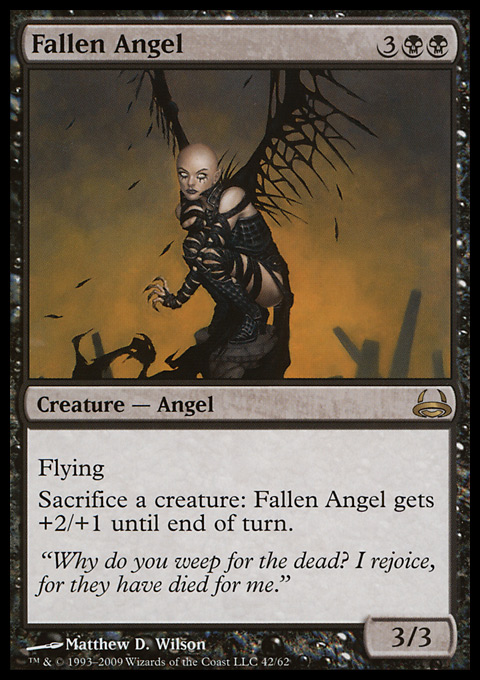 Fallen Angel 3
Creature — Angel
Flying
Sacrifice a creature: Fallen Angel gets
+2/+1 until end of turn.
“Why do you weep for the dead? I rejoice,
for they have died for me.”
3/3
Matthew D. Wilson
™ & © 1993–2009 Wizards of the Coast LLC 42/62